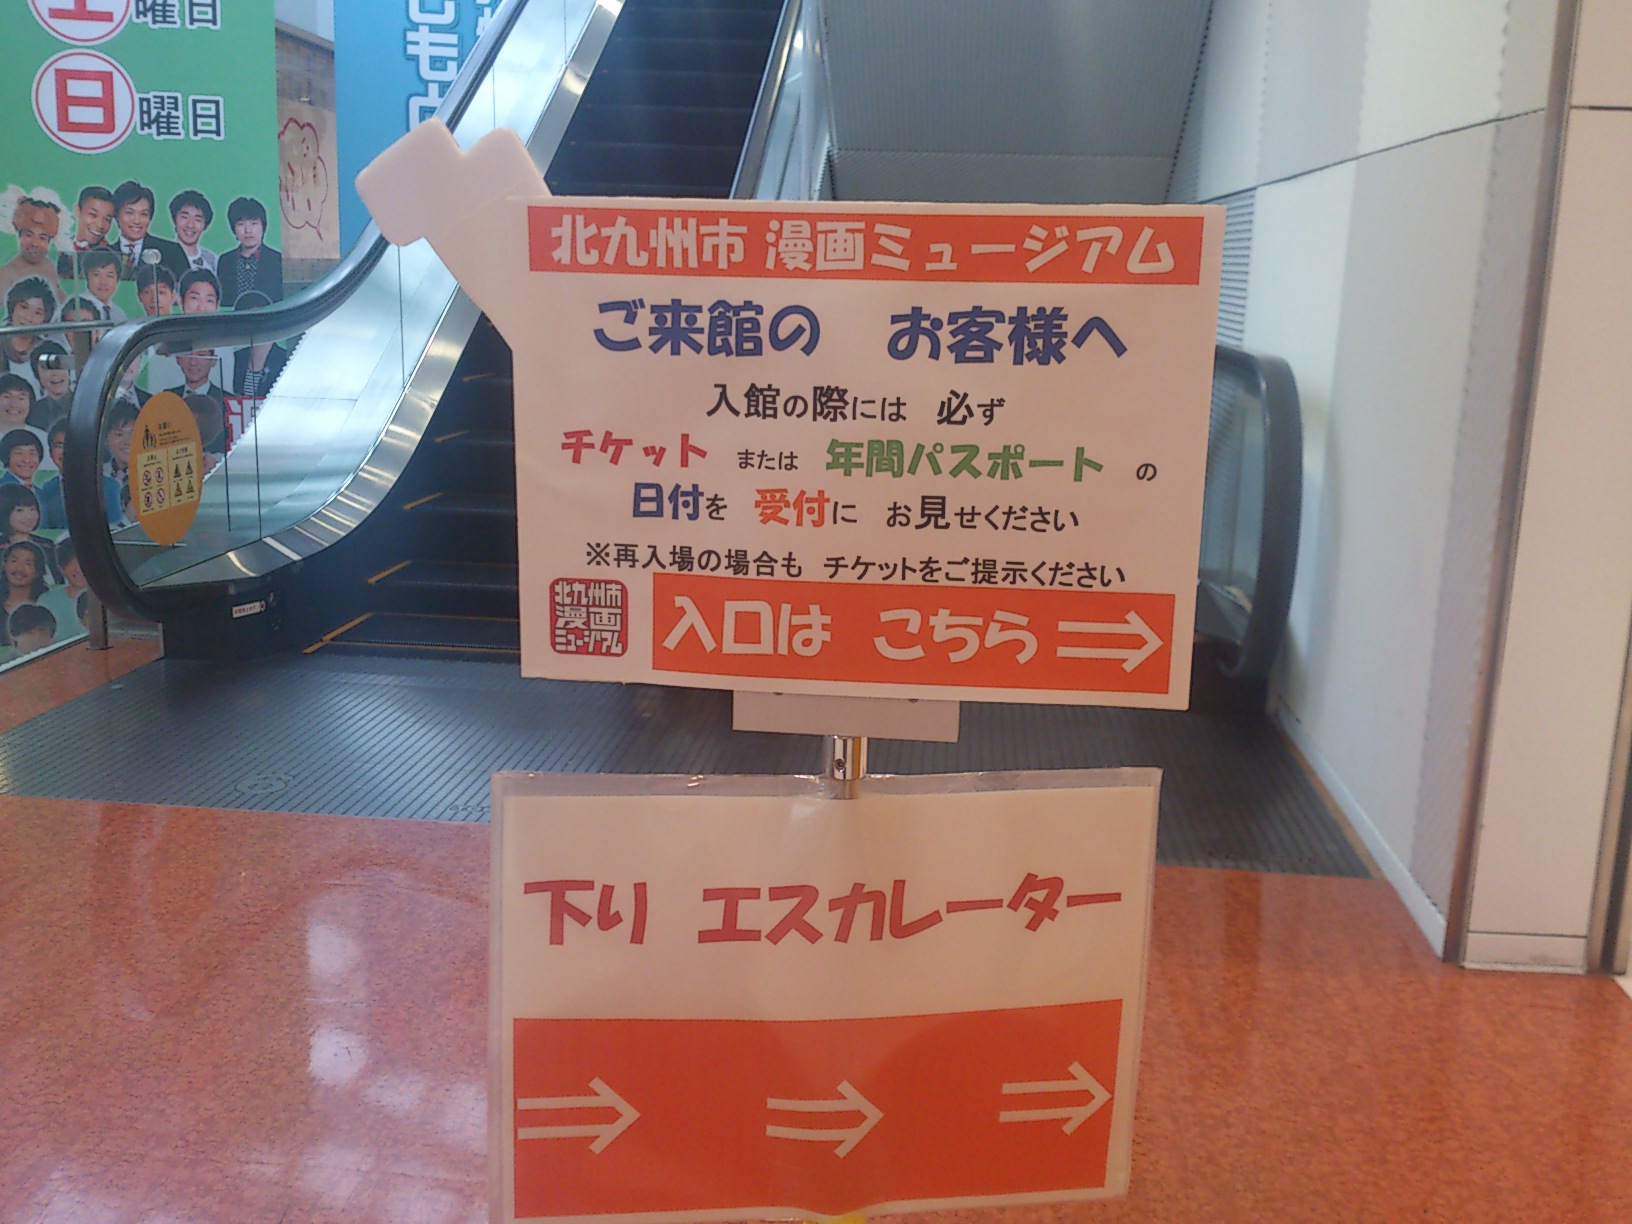 土曜日
日曜日
北九州市 漫画ミュージアム
ご来館の お客様へ
入館の際には 必ず
チケット または 年間パスポート の
日付を 受付に お見せください
※再入場の場合も チケットをご提示ください
北九州市
漫画
ミュージアム
入口は こちら⇒
下り エスカレーター
⇒ ⇒ ⇒